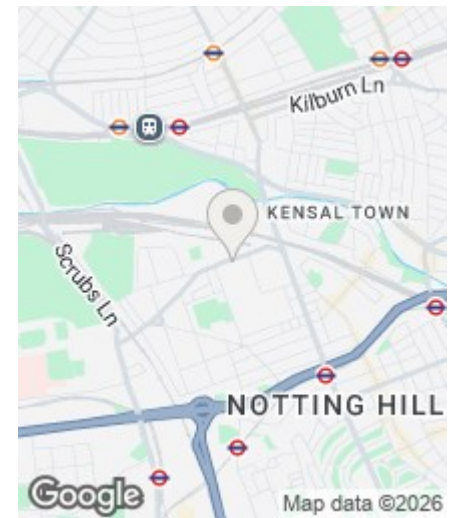 Kilburn Ln
KENSAL TOWN
Scrubs Ln
NOTTING HILL
Google
Map data ©2026